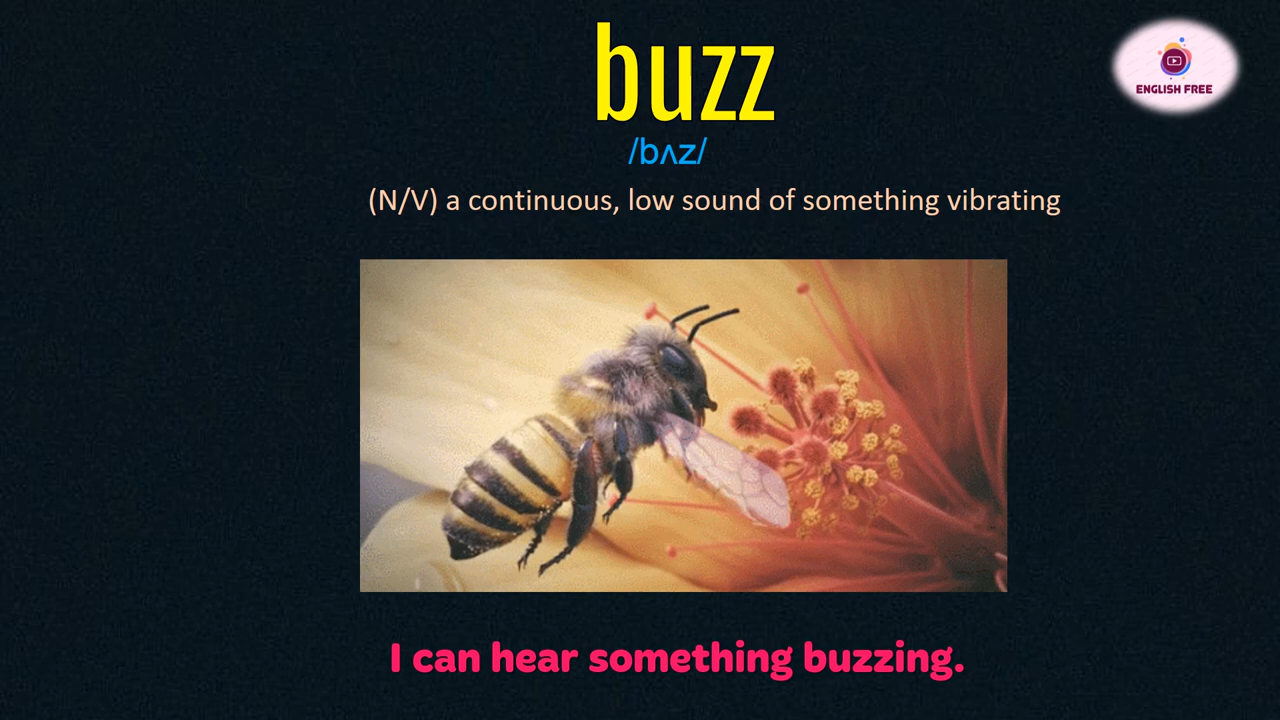 buzz
ENGLISH FREE
/bʌz/
(N/V) a continuous, low sound of something vibrating
I can hear something buzzing.